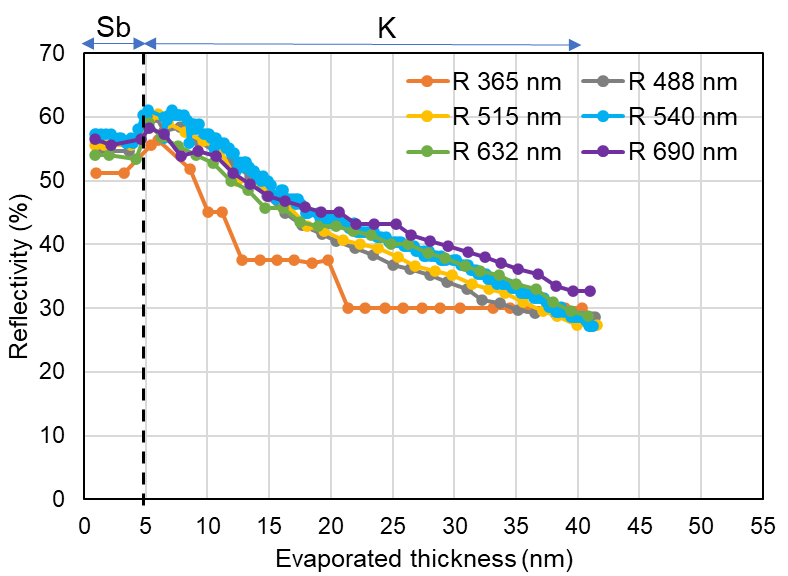 Sb K
70
60
50
40
30
20
10
0
R 365 nm R 488 nm
R 515 nm R 540 nm
R 632 nm R 690 nm
Reflectivity (%)
0 5 10 15 20 25 30 35 40 45 50 55
Evaporated thickness (nm)